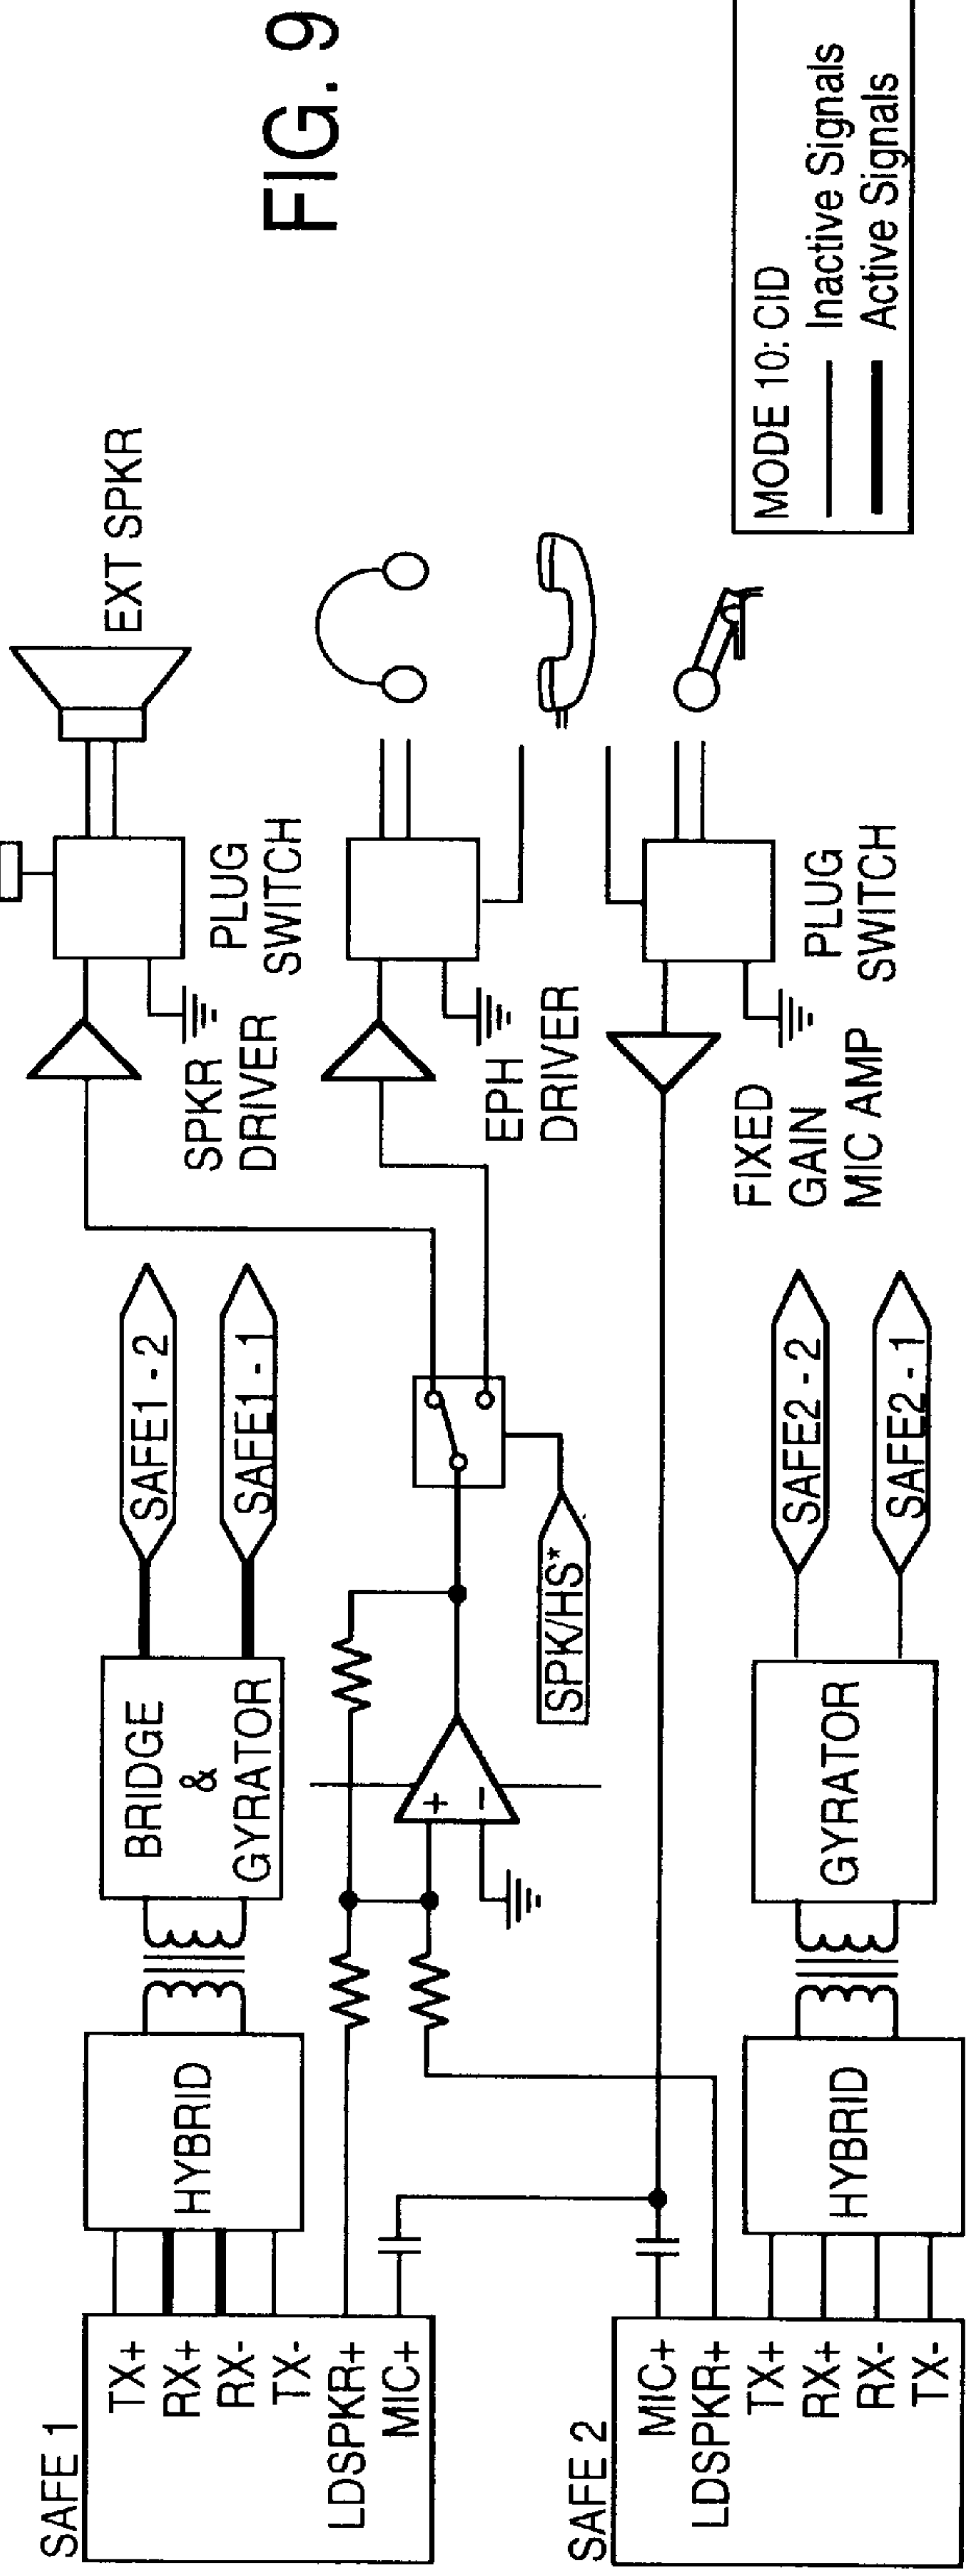 SAFE 1
TX+
RX+
RX-
TX-
LDSPKR+
MIC+
HYBRID
BRIDGE
&
GYRATOR
SAFE1 - 2
SAFE1 - 1
SPKR
DRIVER
PLUG
SWITCH
EXT SPKR
FIG. 9
+
-
SPK/HS*
EPH
DRIVER
SAFE 2
MIC+
LDSPKR+
TX+
RX+
RX-
TX-
HYBRID
GYRATOR
SAFE2 - 2
SAFE2 - 1
FIXED
GAIN
MIC AMP
PLUG
SWITCH
MODE 10: CID
Inactive Signals
Active Signals